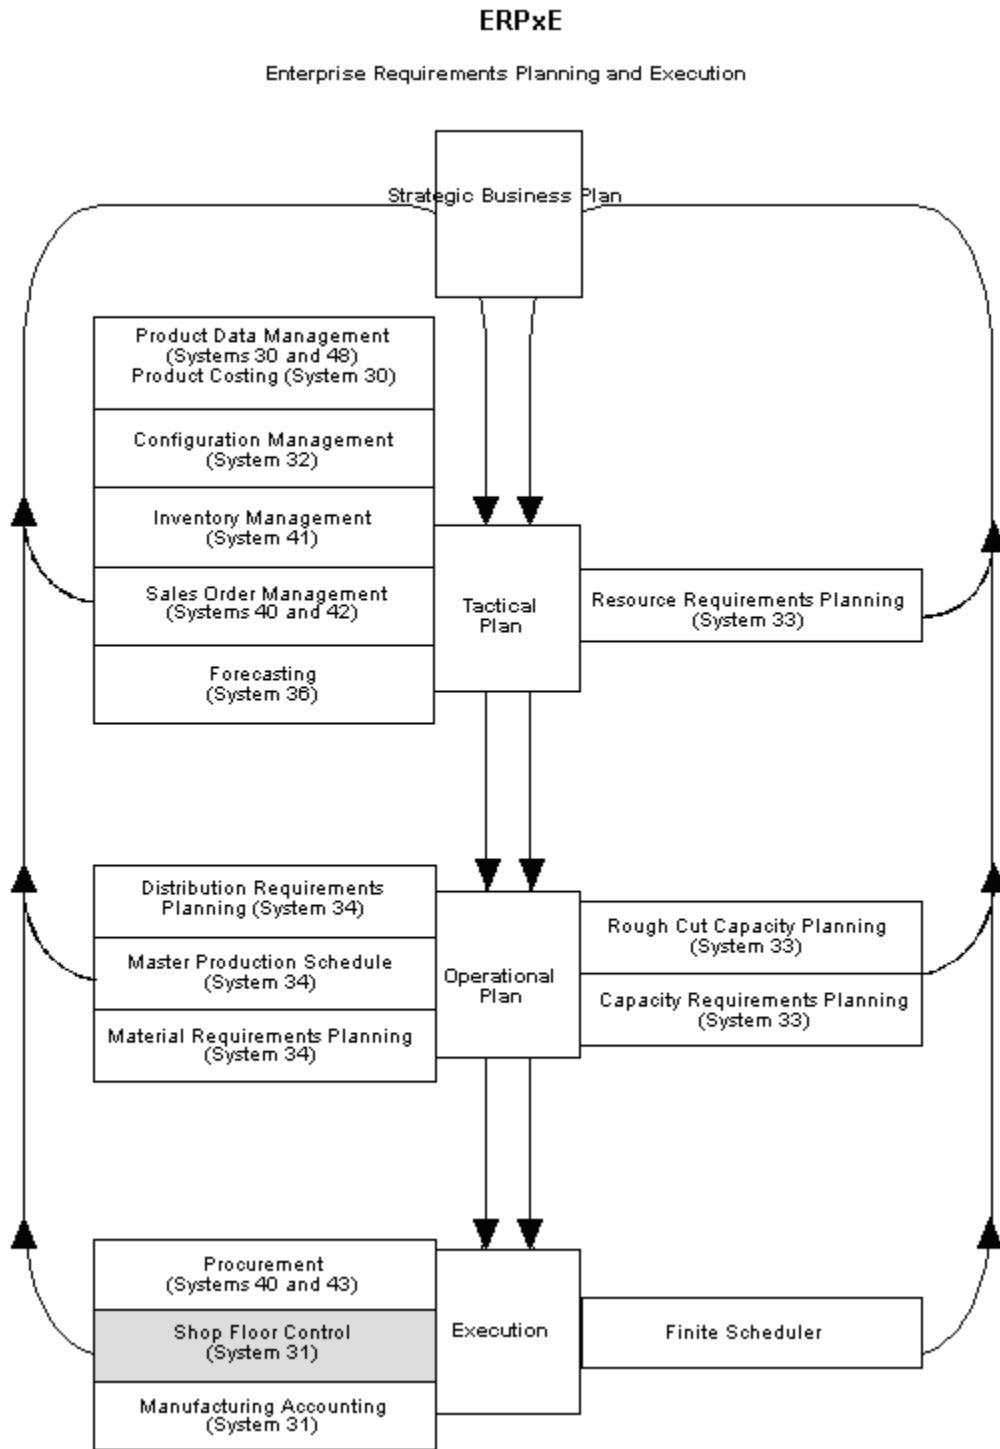 ERPxE
Enterprise Requirements Planning and Execution
Strategic Business Plan
Product Data Management
(Systems 30 and 48)
Product Costing (System 30)
Configuration Management
(System 32)
Inventory Management
(System 41)
Sales Order Management
(Systems 40 and 42)
Forecasting
(System 36)
Tactical
Plan
Resource Requirements Planning
(System 33)
Distribution Requirements
Planning (System 34)
Master Production Schedule
(System 34)
Material Requirements Planning
(System 34)
Operational
Plan
Rough Cut Capacity Planning
(System 33)
Capacity Requirements Planning
(System 33)
Procurement
(Systems 40 and 43)
Shop Floor Control
(System 31)
Manufacturing Accounting
(System 31)
Execution
Finite Scheduler